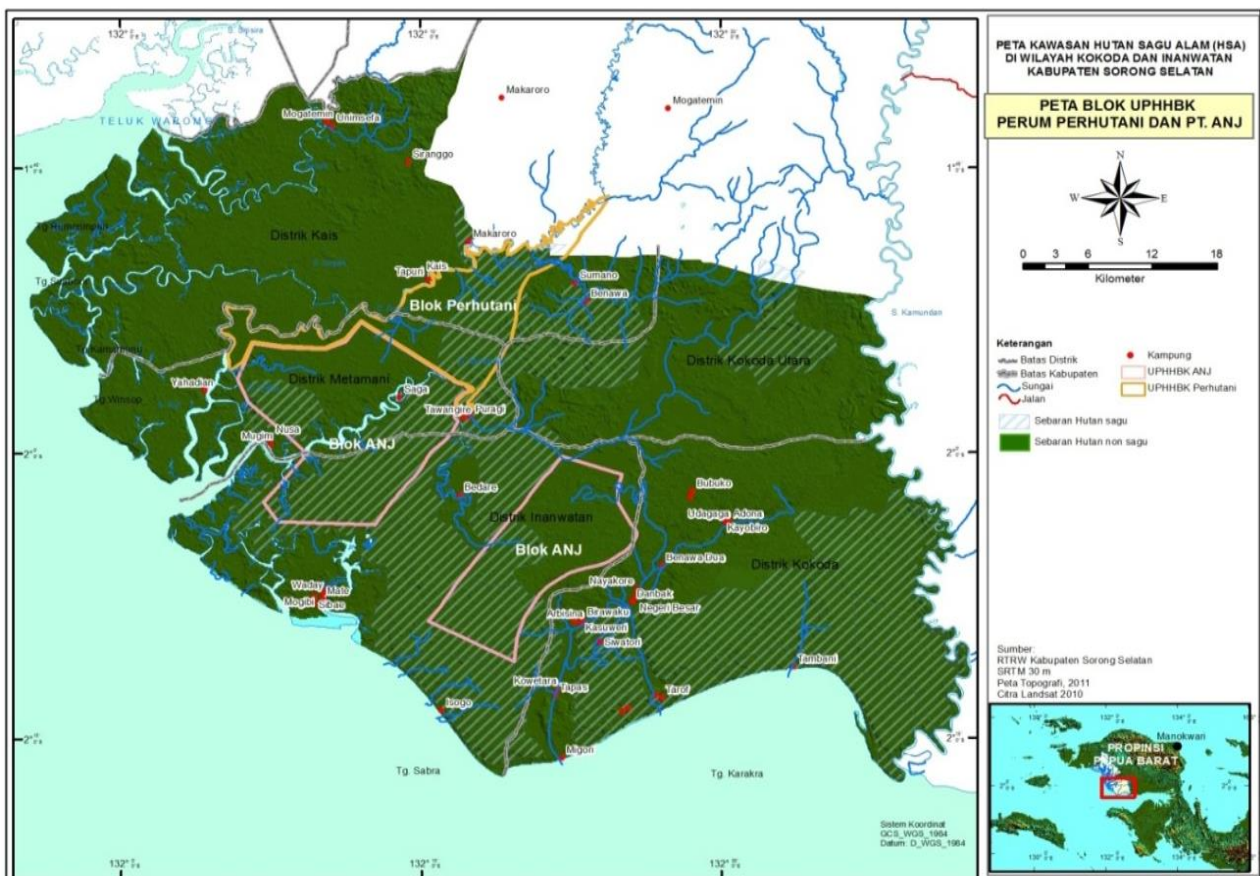 PETA KAWASAN HUTAN SAGU ALAM (HSA)
DI WILAYAH KOKODA DAN INANWATAN
KABUPATEN SORONG SELATAN
PETA BLOK UPHHBK
PERUM PERHUTANI DAN PT. ANJ
N
W E
S
0 3 6 12 18
Kilometer
Keterangan
Batas Distrik
Batas Kabupaten
Sungai
Jalan
Kampung
UPHHBK ANJ
UPHHBK Perhutani
Sebaran Hutan sagu
Sebaran Hutan non sagu
Sumber:
RTRW Kabupaten Sorong Selatan
SRTM 30 m
Peta Topografi, 2011
Citra Landsat 2010
Manokwari
PROPINSI
PAPUA BARAT
Makaroro
Mogatemin
TELUK
Mogatemin
Unimsefa
Siranggo
Distrik Kais
Makaroro
Tapuri
Kais
Sumano
Benawa
Blok Perhutani
S. Kamundan
Distrik Kokoda Utara
Distrik Metamani
Yahadian
Saga
Tg. Winsop
Tawangire
Puragi
Nusa
Mugim
Blok ANJ
Bedare
Bubuko
Distrik Inanwatan
Udagaga
Adona
Kayobiro
Blok ANJ
Benawa Dua
Distrik Kokoda
Nayakore
Waday
Mate
Mogibi
Sibae
Danbak
Negeri Besar
Arbisina
Birawaku
Kasuweri
Siwatori
Tambani
Kowetara
Tapas
Tarof
Isogo
Migori
Tg. Sabra
Tg. Karakra
Sistem Koordinat
GCS_WGS_1984
Datum: D_WGS_1984